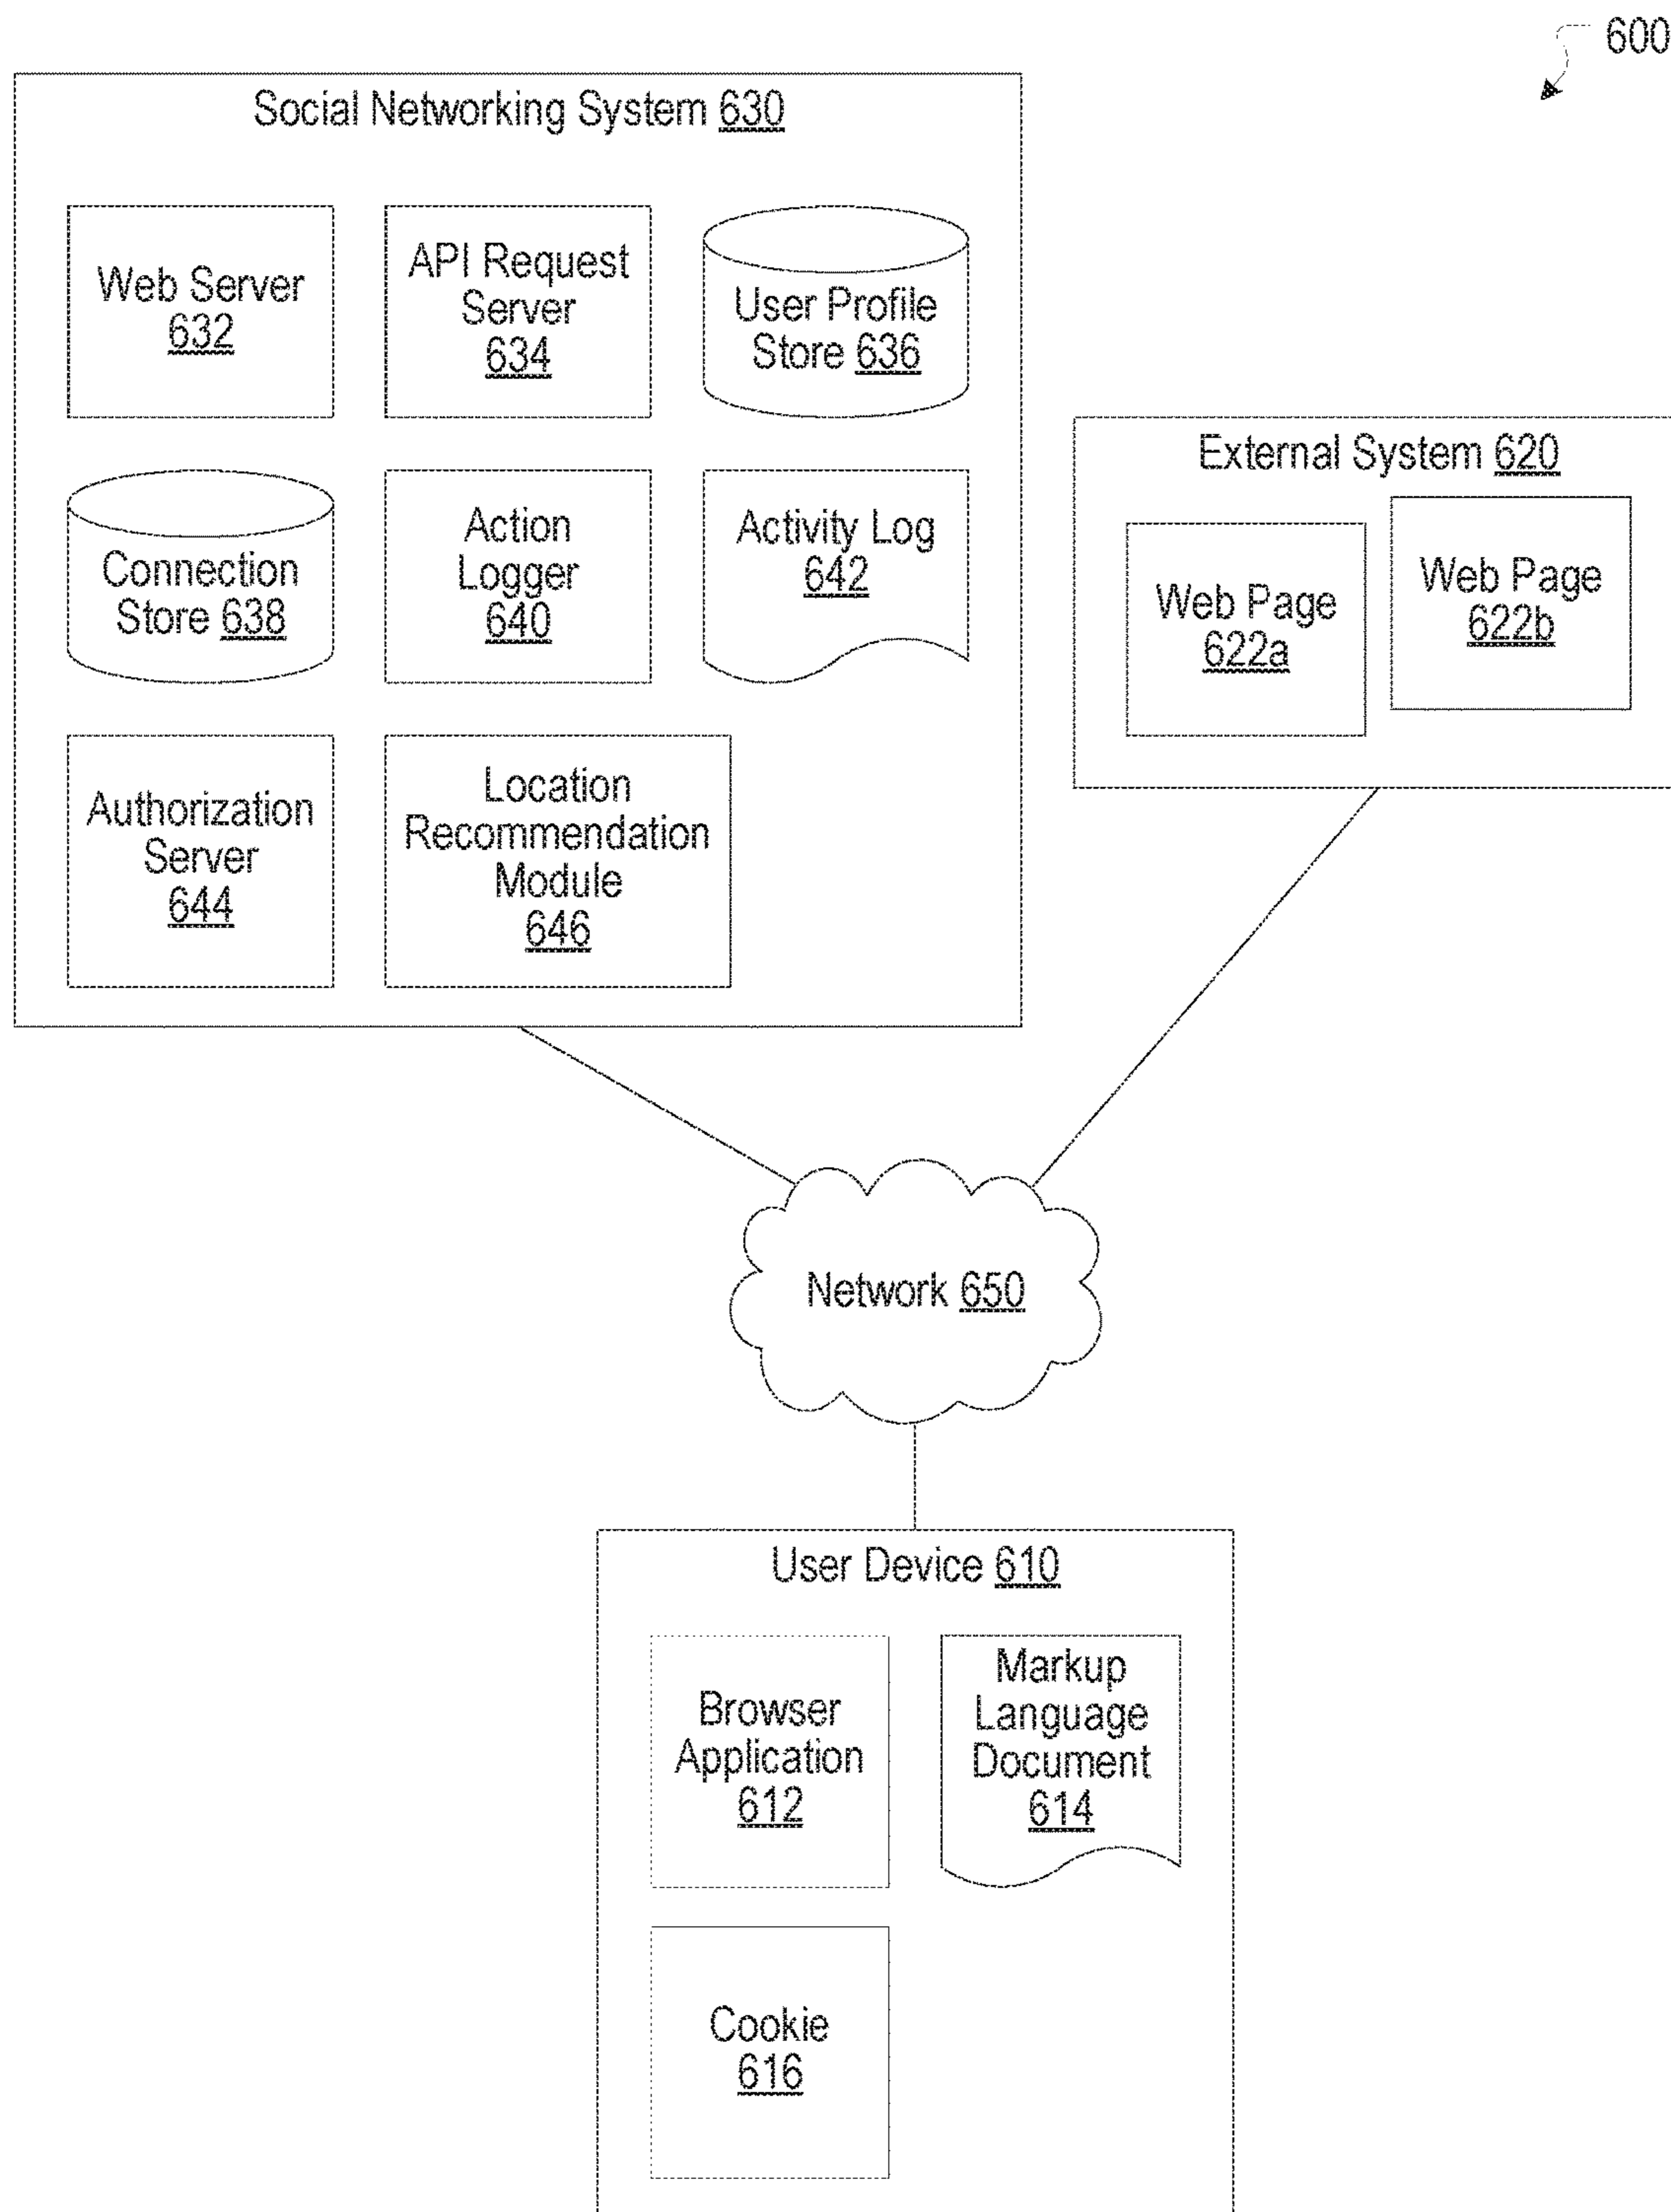 600
Social Networking System 630
Web Server
632
API Request
Server
634
User Profile
Store 636
Connection
Store 638
Action
Logger
640
Activity Log
642
Authorization
Server
644
Location
Recommendation
Module
646
External System 620
Web Page
622a
Web Page
622b
Network 650
User Device 610
Browser
Application
612
Markup
Language
Document
614
Cookie
616